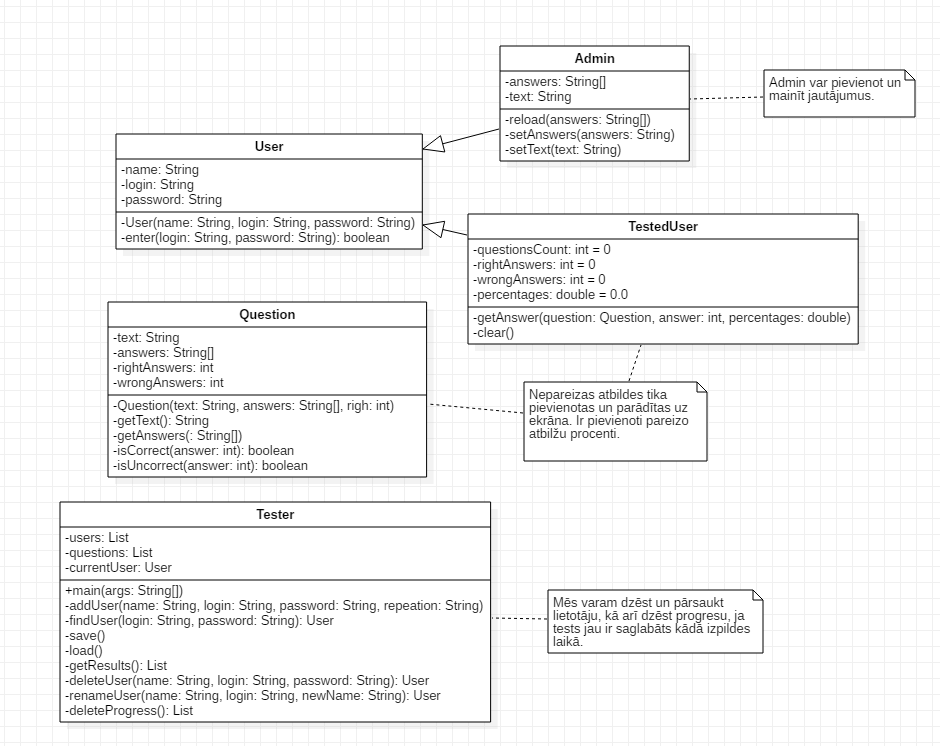 Admin
-answers: String[]
-text: String
-reload(answers: String[])
-setAnswers(answers: String)
-setText(text: String)
Admin var pievienot un
mainīt jautājumus.
User
-name: String
-login: String
-password: String
-User(name: String, login: String, password: String)
-enter(login: String, password: String): boolean
TestedUser
-questionsCount: int = 0
-rightAnswers: int = 0
-wrongAnswers: int = 0
-percentages: double = 0.0
-getAnswer(question: Question, answer: int, percentages: double)
-clear()
Question
-text: String
-answers: String[]
-rightAnswers: int
-wrongAnswers: int
-Question(text: String, answers: String[], righ: int)
-getText(): String
-getAnswers(: String[])
-isCorrect(answer: int): boolean
-isUncorrect(answer: int): boolean
Nepareizas atbildes tika
pievienotas un parādītas uz
ekrāna. Ir pievienoti pareizo
atbilžu procenti.
Tester
-users: List
-questions: List
-currentUser: User
+main(args: String[])
-addUser(name: String, login: String, password: String, repeation: String)
-findUser(login: String, password: String): User
-save()
-load()
-getResults(): List
-deleteUser(name: String, login: String, password: String): User
-renameUser(name: String, login: String, newName: String): User
-deleteProgress(): List
Mēs varam dzēst un pārsaukt
lietotāju, kā arī dzēst progresu, ja
tests jau ir saglabāts kādā izpildes
laikā.